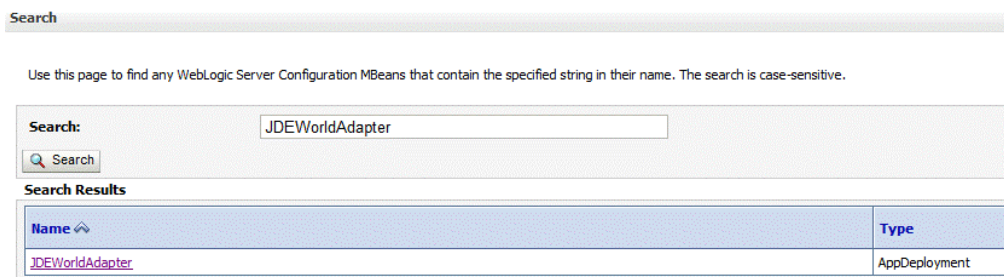 Search
Use this page to find any WebLogic Server Configuration MBeans that contain the specified string in their name. The search is case-sensitive.
Search: JDEWorldAdapter
Search
Search Results
Name Type
JDEWorldAdapter AppDeployment